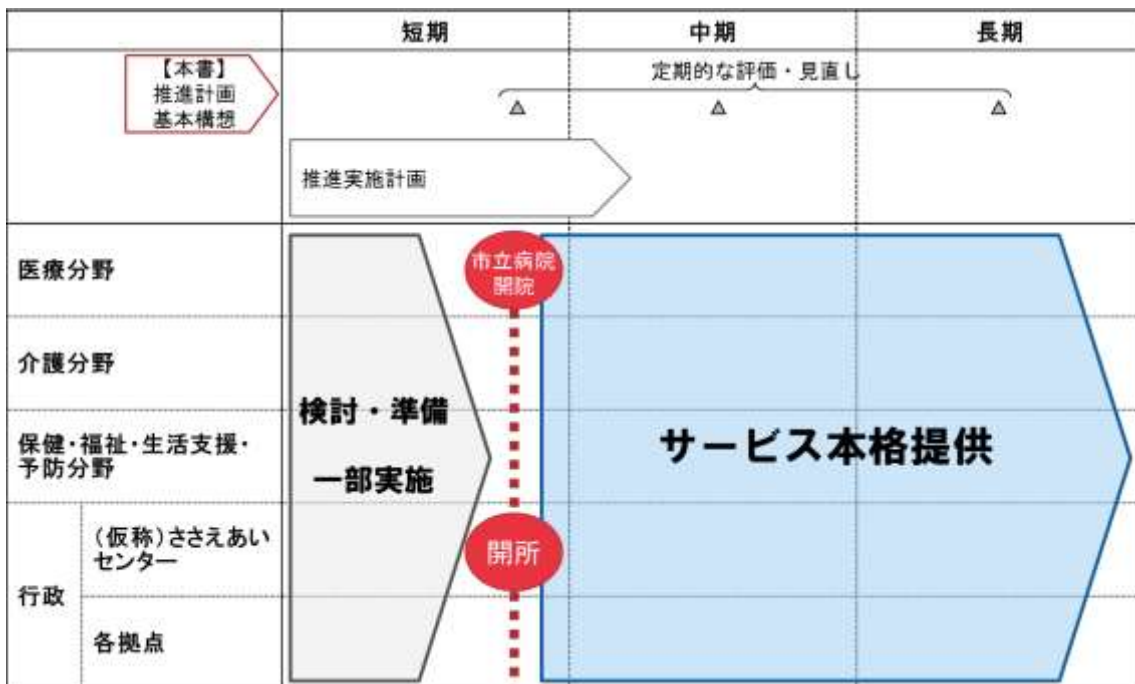 短期
中期
長期
【本書】
推進計画
基本構想
定期的な評価・見直し
推進実施計画
医療分野
介護分野
保健・福祉・生活支援・
予防分野
行政
(仮称)ささえあい
センター
各拠点
検討・準備
一部実施
市立病院
開院
開所
サービス本格提供